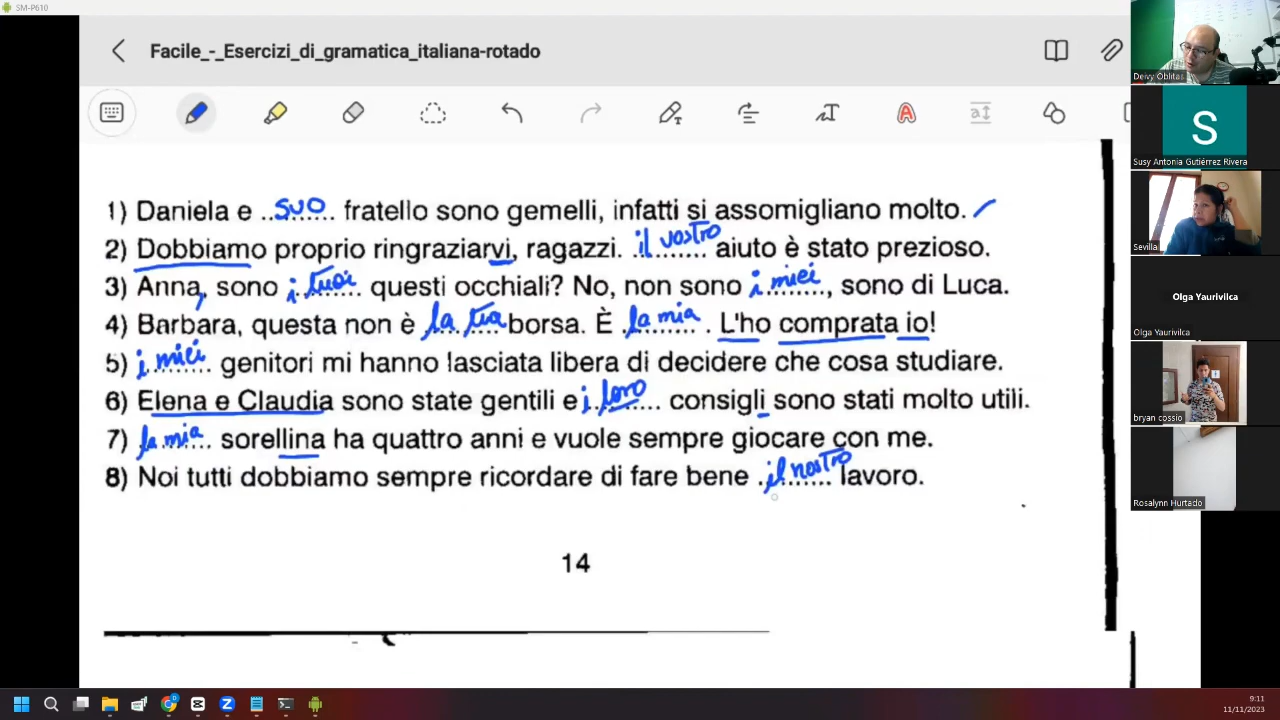 SM-P610
Facile_-_Esercizi_di_gramatica_italiana-rotado
1) Daniela e ..suo.. fratello sono gemelli, infatti si assomigliano molto.
2) Dobbiamo proprio ringraziarvi, ragazzi. il vostro aiuto è stato prezioso.
3) Anna, sono i tuoi questi occhiali? No, non sono i miei, sono di Luca.
4) Barbara, questa non è la tua borsa. È la mia. L'ho comprata io!
5) i miei genitori mi hanno lasciata libera di decidere che cosa studiare.
6) Elena e Claudia sono state gentili e i loro consigli sono stati molto utili.
7) la mia sorellina ha quattro anni e vuole sempre giocare con me.
8) Noi tutti dobbiamo sempre ricordare di fare bene il nostro lavoro.
14
Deivy Oblitas
S
Susy Antonia Gutiérrez Rivera
Sevilla
Olga Yaurivilca
Olga Yaurivilca
bryan cossio
Rosalynn Hurtado
9:11
11/11/2023